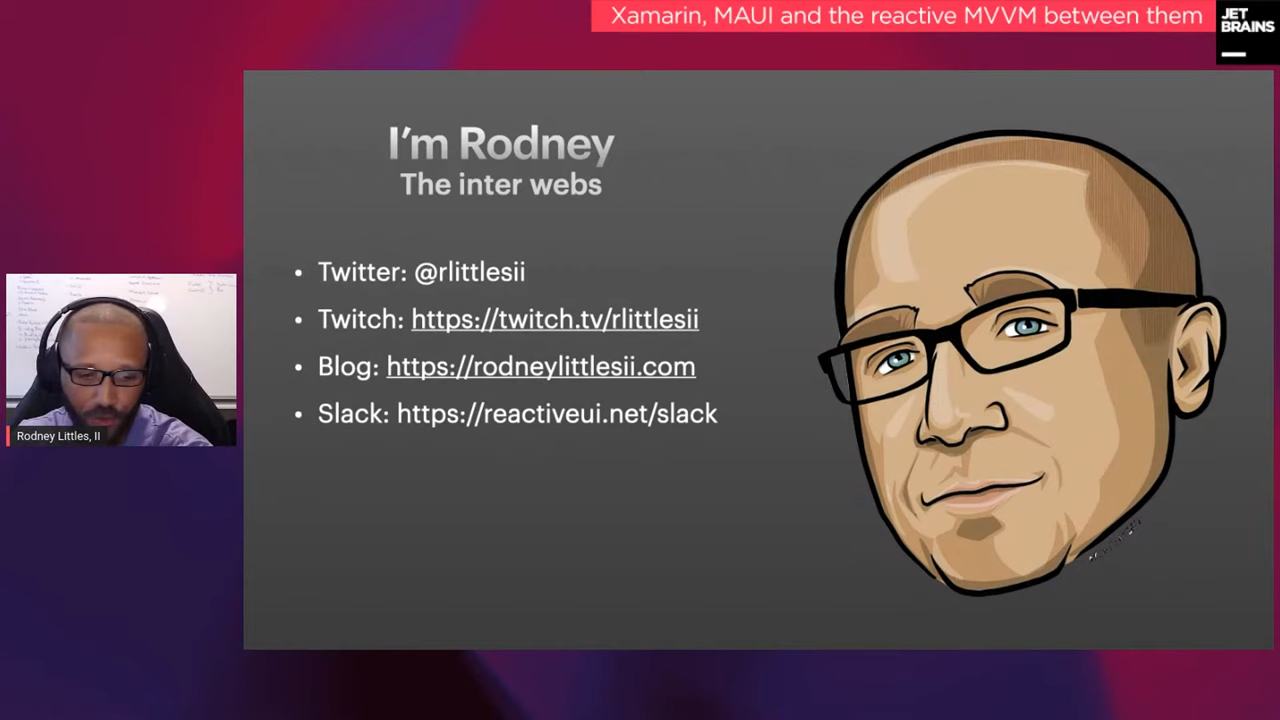 Xamarin, MAUI and the reactive MVVM between them
JET
BRAINS
I'm Rodney
The inter webs
• Twitter: @rlittlesii
• Twitch: https://twitch.tv/rlittlesii
• Blog: https://rodneylittlesii.com
• Slack: https://reactiveui.net/slack
Rodney Littles, II